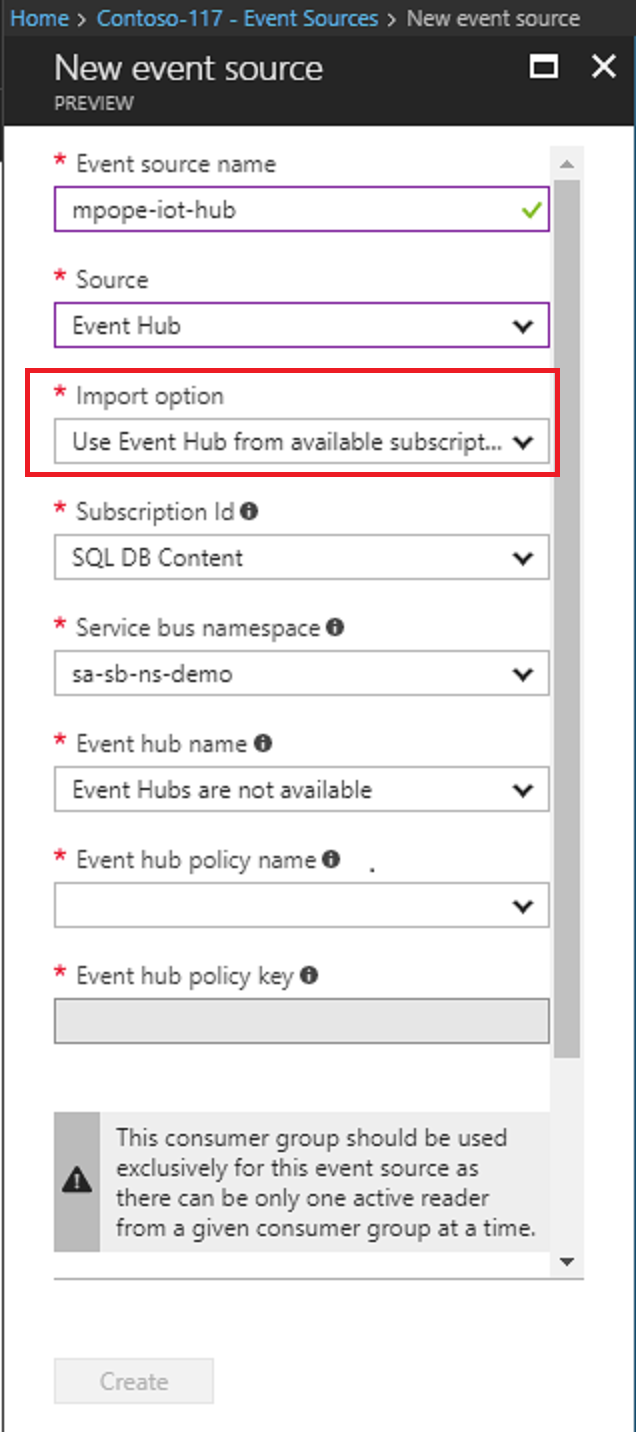 Home > Contoso-117 - Event Sources > New event source
New event source
PREVIEW
* Event source name
mpope-iot-hub
* Source
Event Hub
* Import option
Use Event Hub from available subscript...
* Subscription Id
SQL DB Content
* Service bus namespace
sa-sb-ns-demo
* Event hub name
Event Hubs are not available
* Event hub policy name .
* Event hub policy key
This consumer group should be used
exclusively for this event source as
there can be only one active reader
from a given consumer group at a time.
Create